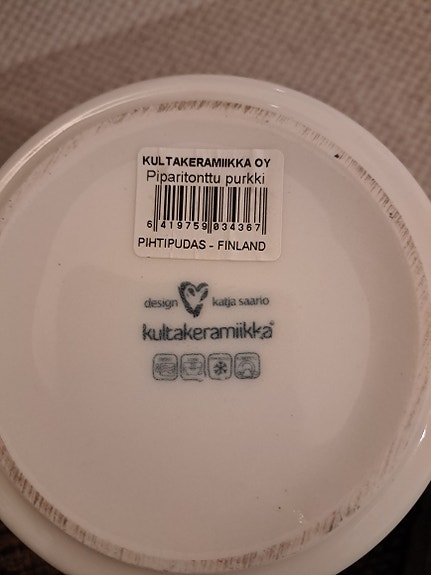 KULTAKERAMIIKKA OY
Piparitonttu purkki
6 419759 034367
PIHTIPUDAS - FINLAND
design katja saario
kultakeramiikka